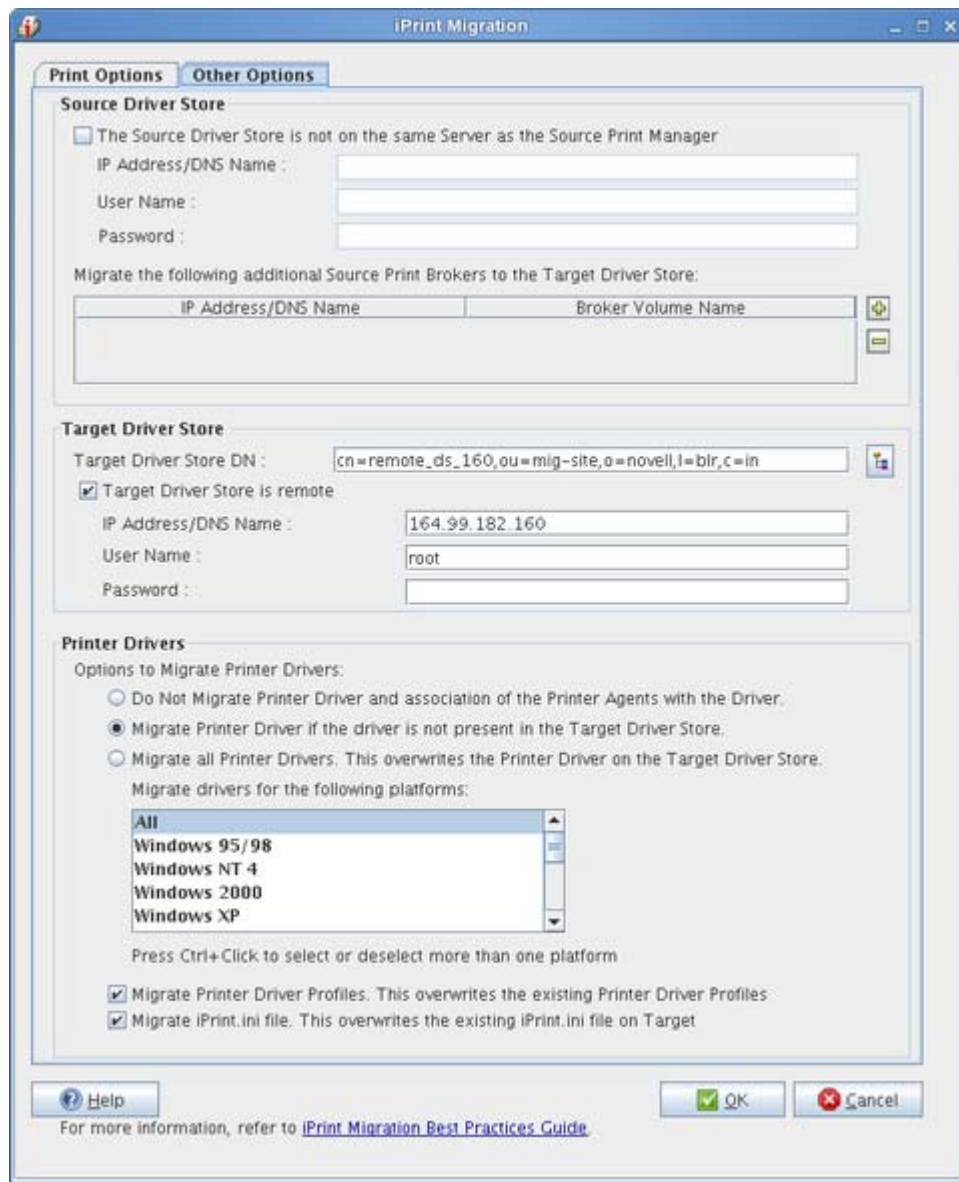 iPrint Migration
Print Options Other Options
Source Driver Store
The Source Driver Store is not on the same Server as the Source Print Manager
IP Address/DNS Name :
User Name :
Password :
Migrate the following additional Source Print Brokers to the Target Driver Store:
IP Address/DNS Name Broker Volume Name
Target Driver Store
Target Driver Store DN : cn=remote_ds_160,ou=mig-site,o=novell,l=blr,c=in
Target Driver Store is remote
IP Address/DNS Name : 164.99.182.160
User Name : root
Password :
Printer Drivers
Options to Migrate Printer Drivers:
Do Not Migrate Printer Driver and association of the Printer Agents with the Driver.
Migrate Printer Driver if the driver is not present in the Target Driver Store.
Migrate all Printer Drivers. This overwrites the Printer Driver on the Target Driver Store.
Migrate drivers for the following platforms:
All
Windows 95/98
Windows NT 4
Windows 2000
Windows XP
Press Ctrl+Click to select or deselect more than one platform
Migrate Printer Driver Profiles. This overwrites the existing Printer Driver Profiles
Migrate iPrint.ini file. This overwrites the existing iPrint.ini file on Target
Help OK Cancel
For more information, refer to iPrint Migration Best Practices Guide.